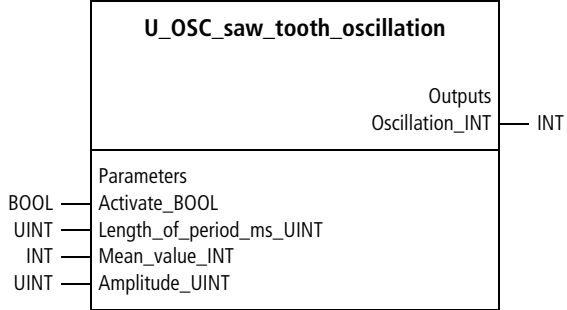 U_OSC_saw_tooth_oscillation
Outputs
Oscillation_INT INT
Parameters
BOOL Activate_BOOL
UINT Length_of_period_ms_UINT
INT Mean_value_INT
UINT Amplitude_UINT